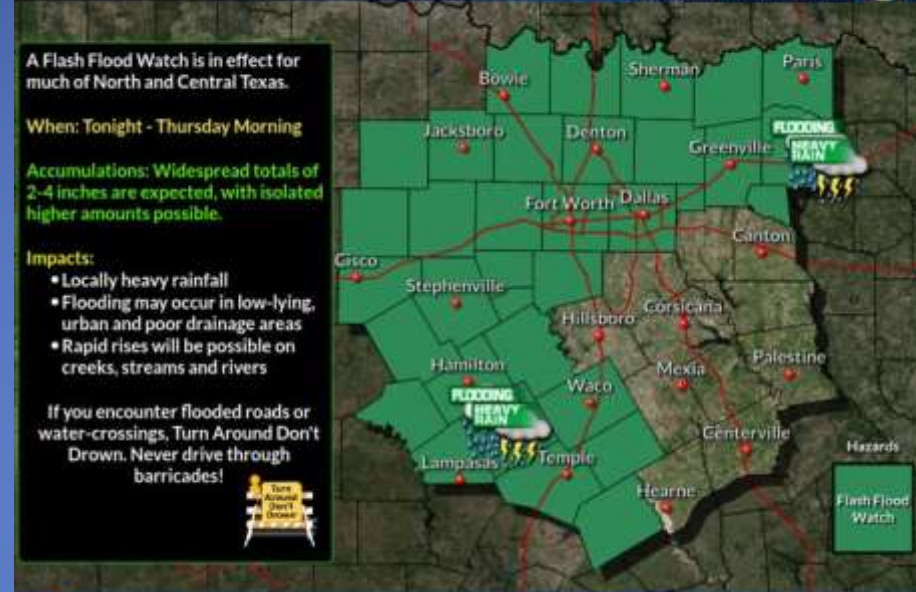 A Flash Flood Watch is in effect for
much of North and Central Texas.
When: Tonight - Thursday Morning
Accumulations: Widespread totals of
2-4 inches are expected, with isolated
higher amounts possible.
Impacts:
• Locally heavy rainfall
• Flooding may occur in low-lying,
urban and poor drainage areas
• Rapid rises will be possible on
creeks, streams and rivers
If you encounter flooded roads or
water-crossings, Turn Around Don't
Drown. Never drive through
barricades!
Turn
Around
Don't
Drown
Bowie
Sherman
Paris
Jacksboro
Denton
Greenville
FLOODING
HEAVY
RAIN
Fort Worth
Dallas
Canton
Cisco
Stephenville
Hillsboro
Corsicana
Hamilton
Waco
Mexia
Palestine
FLOODING
HEAVY
RAIN
Lampasas
Temple
Centerville
Hearne
Hazards
Flash Flood
Watch